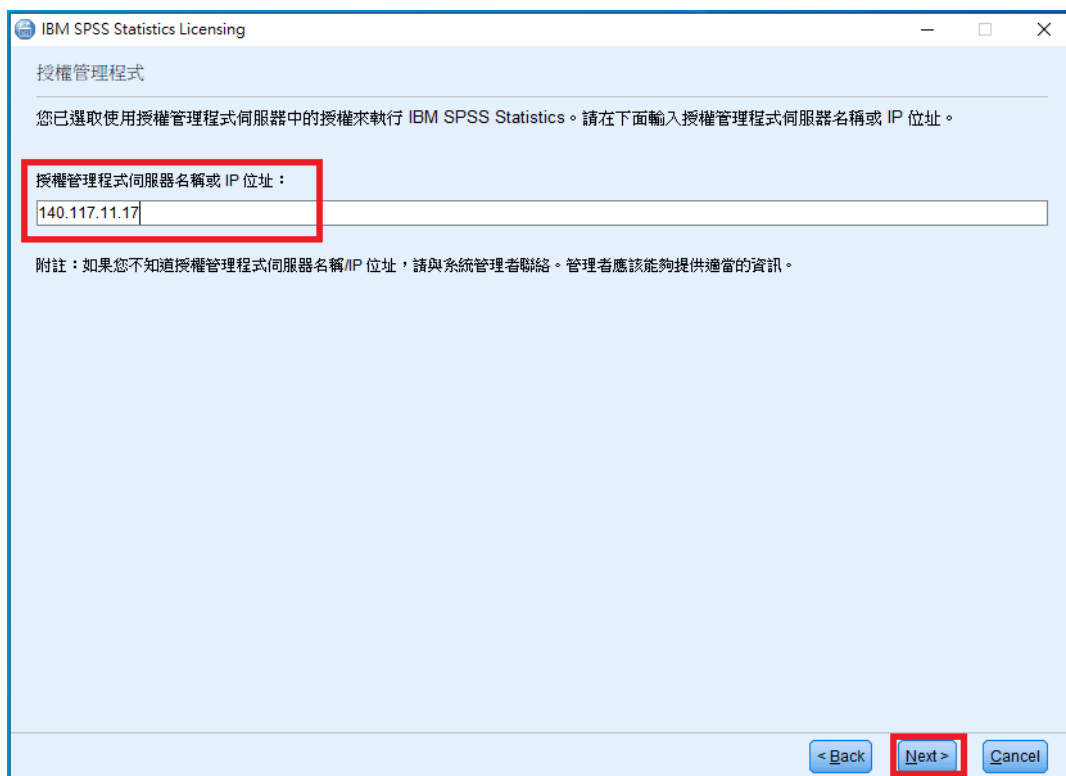 IBM SPSS Statistics Licensing
授權管理程式
您已選取使用授權管理程式伺服器中的授權來執行 IBM SPSS Statistics。請在下面輸入授權管理程式伺服器名稱或 IP 位址。
授權管理程式伺服器名稱或 IP 位址：
140.117.11.17
附註：如果您不知道授權管理程式伺服器名稱/IP 位址，請與系統管理者聯絡。管理者應該能夠提供適當的資訊。
< Back
Next >
Cancel